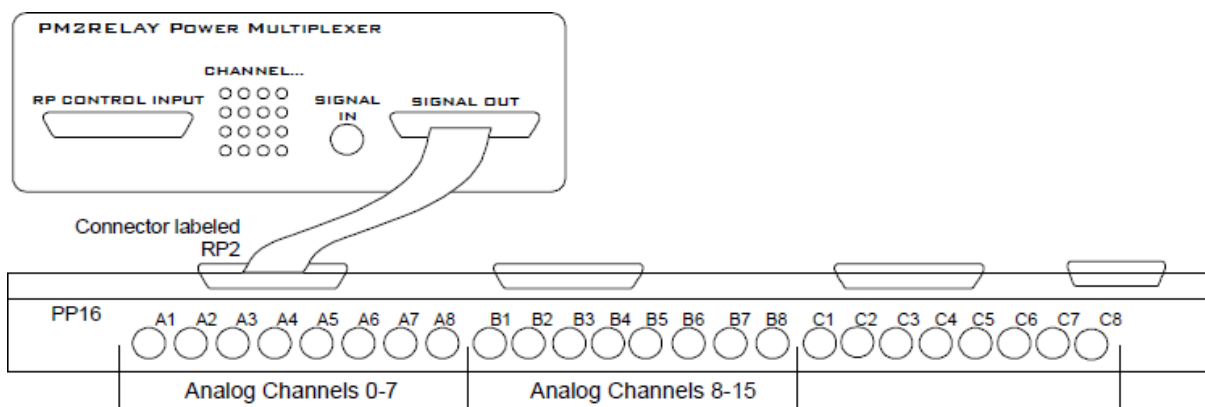 PM2RELAY POWER MULTIPLEXER
CHANNEL...
RP CONTROL INPUT
SIGNAL IN
SIGNAL OUT
Connector labeled
RP2
PP16
A1 A2 A3 A4 A5 A6 A7 A8 B1 B2 B3 B4 B5 B6 B7 B8 C1 C2 C3 C4 C5 C6 C7 C8
Analog Channels 0-7
Analog Channels 8-15